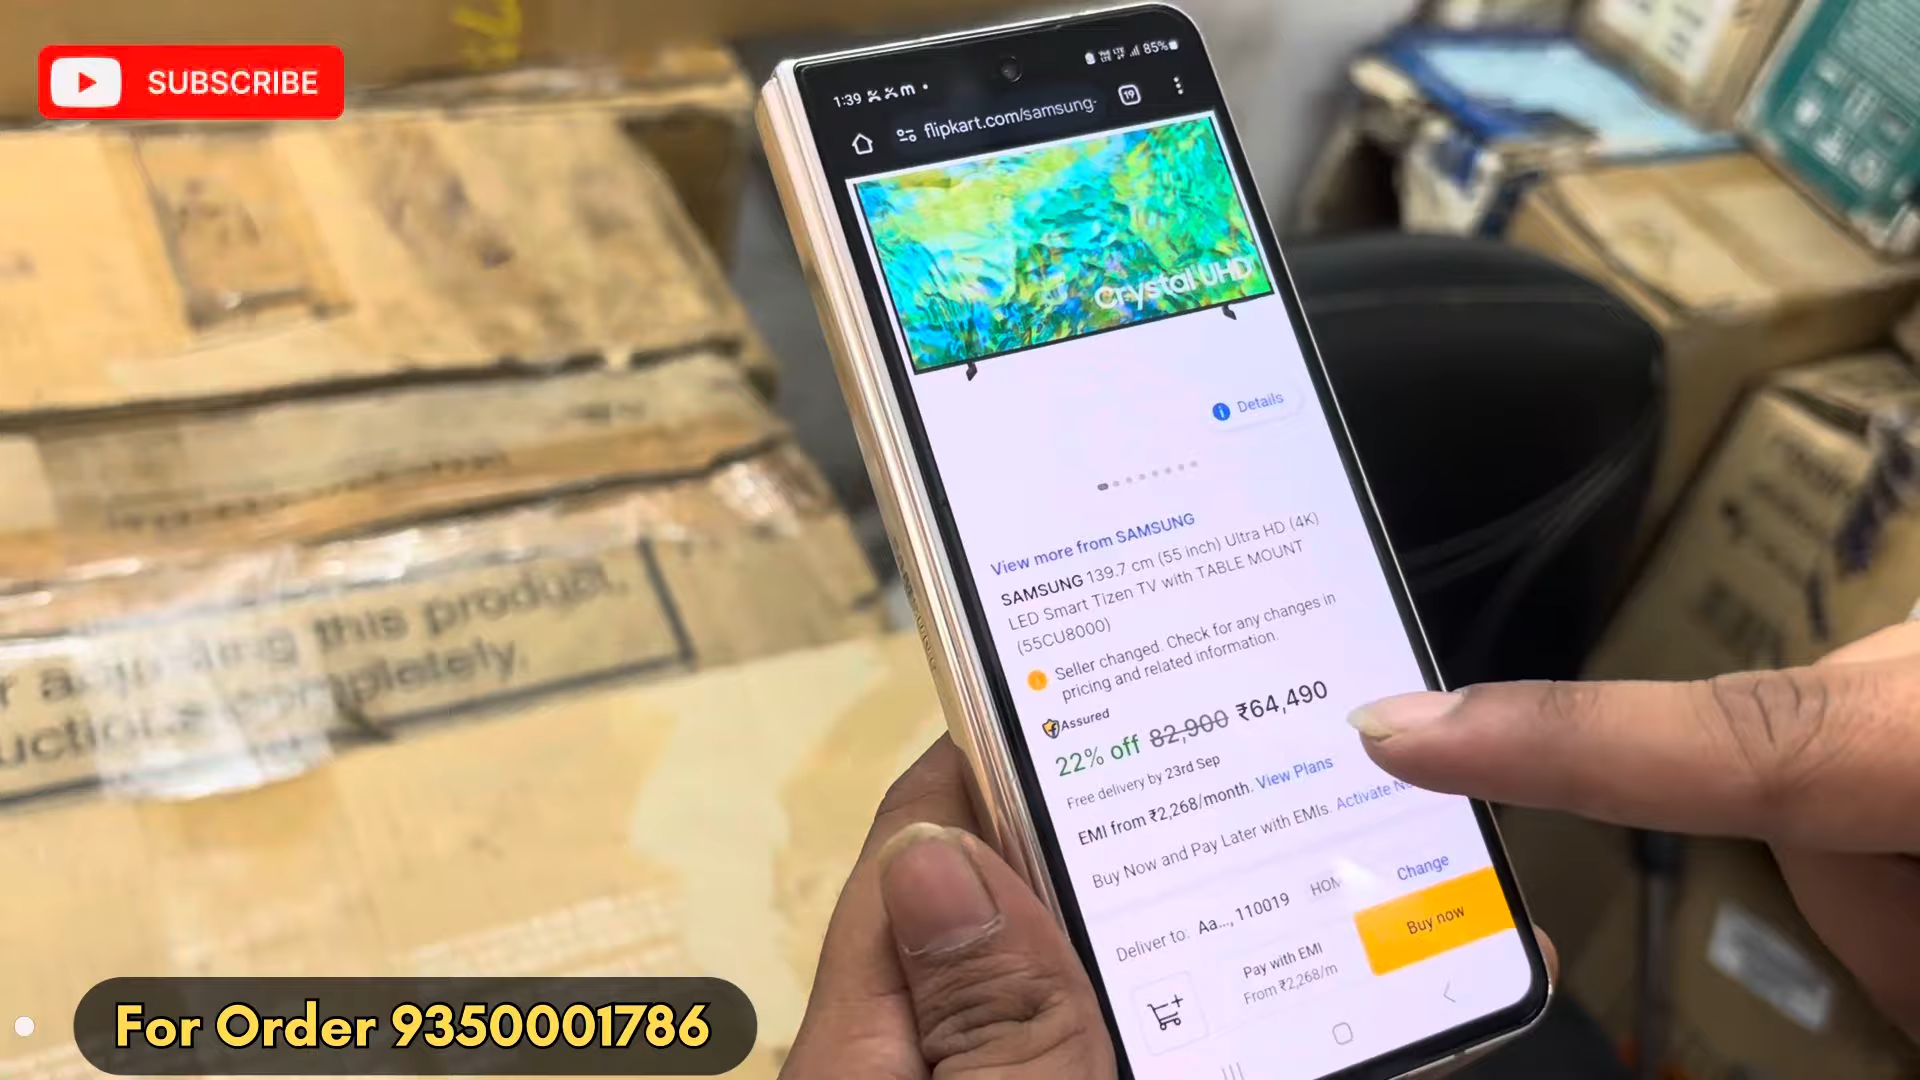 SUBSCRIBE
1:39
85%
19
flipkart.com/samsung-
Crystal UHD
Details
View more from SAMSUNG
SAMSUNG 139.7 cm (55 inch) Ultra HD (4K)
LED Smart Tizen TV with TABLE MOUNT
(55CU8000)
Seller changed. Check for any changes in
pricing and related information.
Assured
22% off 82,900 ₹64,490
Free delivery by 23rd Sep
EMI from ₹2,268/month. View Plans
Buy Now and Pay Later with EMIs. Activate
Deliver to: Aa..., 110019
Change
Pay with EMI
From ₹2,268/m
Buy now
this product,
completely.
For Order 9350001786